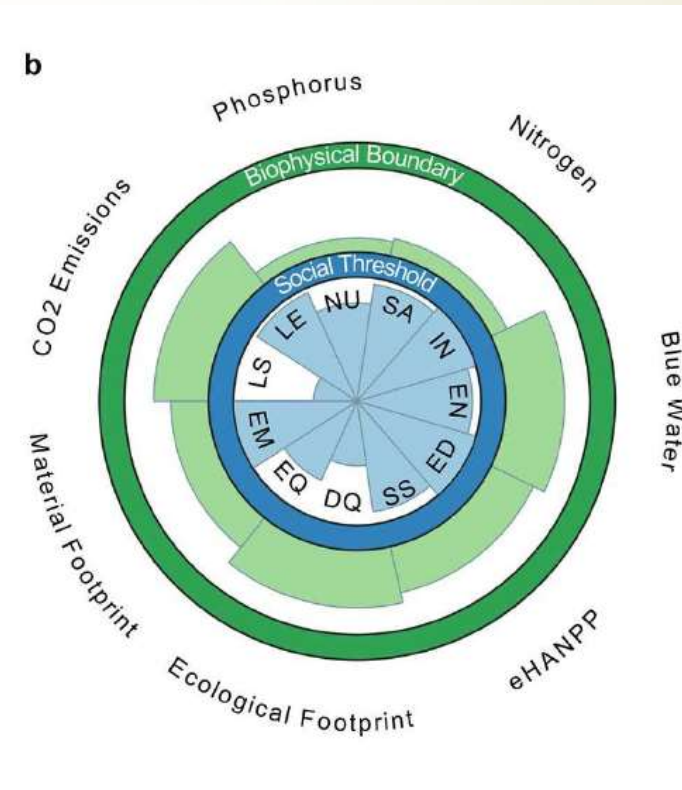 b
Phosphorus
Nitrogen
Biophysical Boundary
CO2 Emissions
Social Threshold
NU
SA
LE
IN
LS
EN
Blue Water
EM
ED
EQ
SS
DQ
Material Footprint
eHANPP
Ecological Footprint